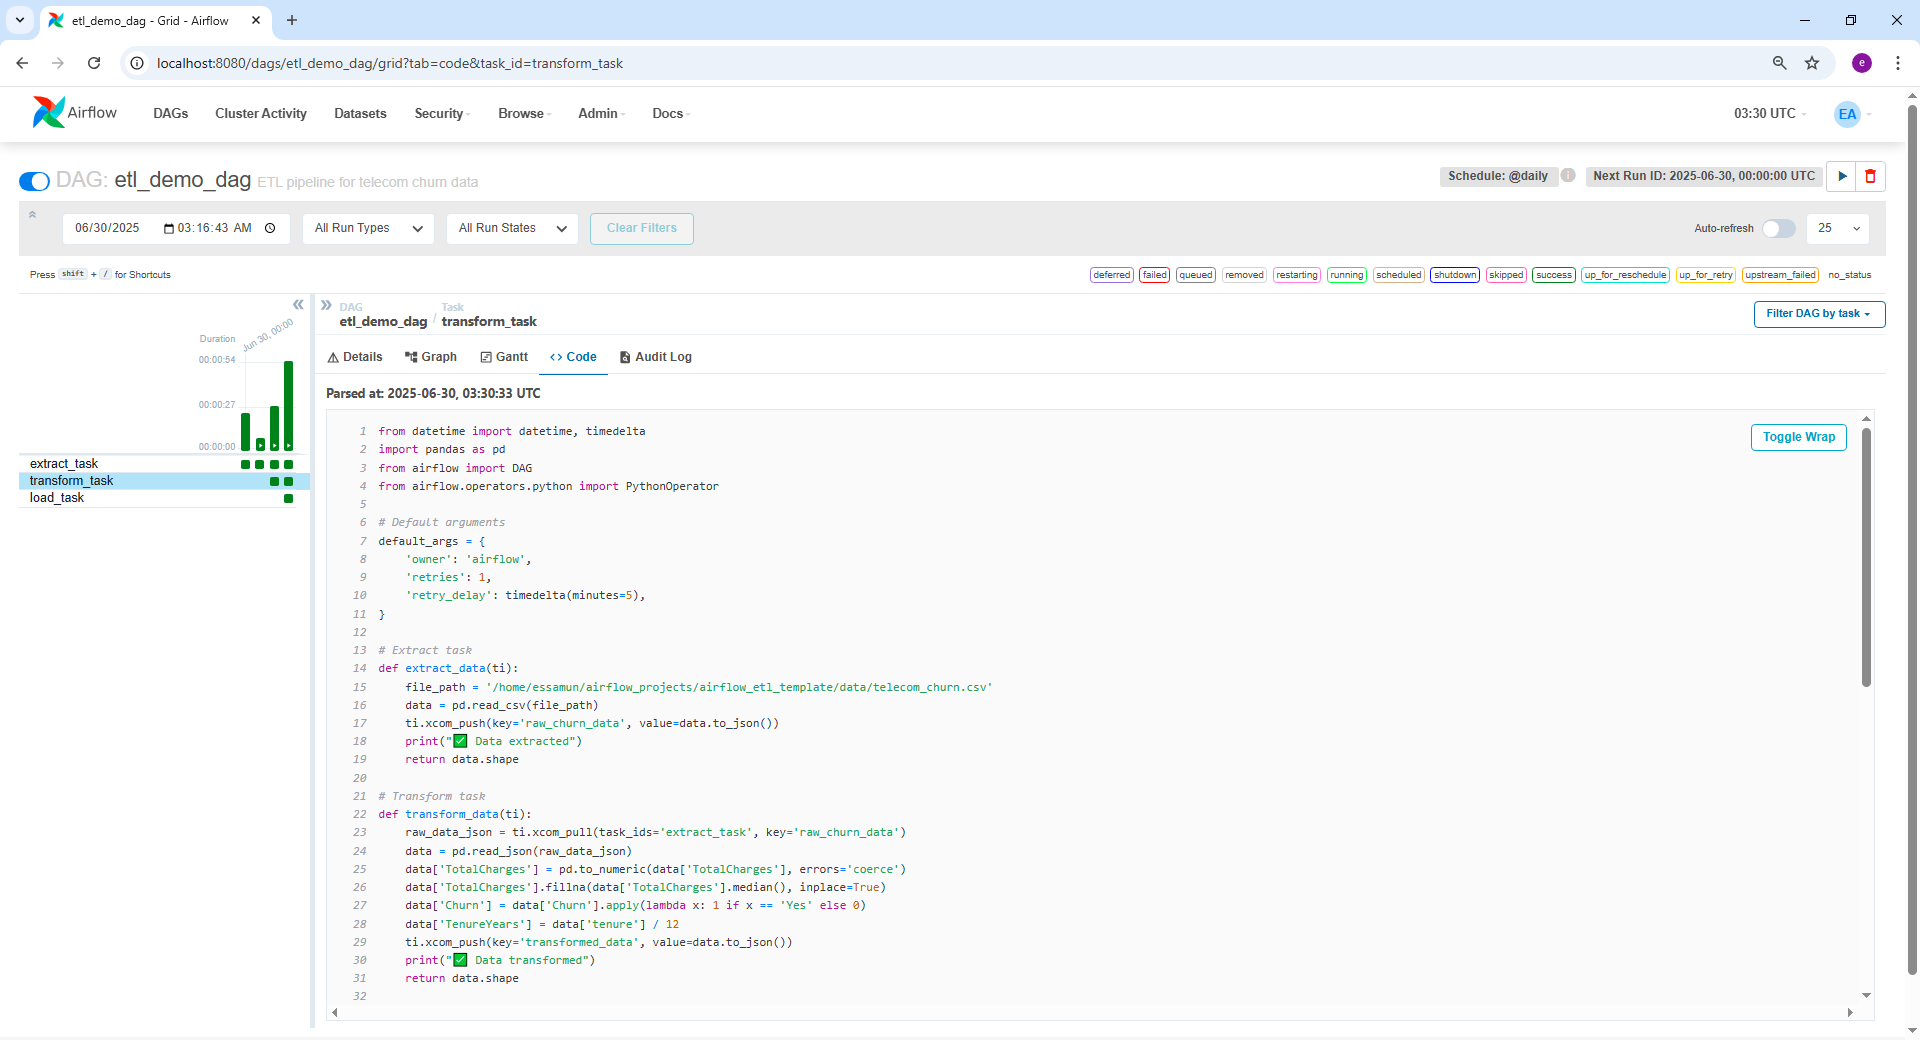 etl_demo_dag - Grid - Airflow
localhost:8080/dags/etl_demo_dag/grid?tab=code&task_id=transform_task
e
Airflow DAGs Cluster Activity Datasets Security Browse Admin Docs 03:30 UTC EA
DAG: etl_demo_dag ETL pipeline for telecom churn data Schedule: @daily i Next Run ID: 2025-06-30, 00:00:00 UTC
06/30/2025 03:16:43 AM All Run Types All Run States Clear Filters Auto-refresh 25
Press shift + / for Shortcuts deferred failed queued removed restarting running scheduled shutdown skipped success up_for_reschedule up_for_retry upstream_failed no_status
DAG Task
etl_demo_dag / transform_task Filter DAG by task
Jun 30, 00:00
Duration
00:00:54
00:00:27
00:00:00
extract_task
transform_task
load_task
Details Graph Gantt <> Code Audit Log
Parsed at: 2025-06-30, 03:30:33 UTC
Toggle Wrap
1 from datetime import datetime, timedelta
2 import pandas as pd
3 from airflow import DAG
4 from airflow.operators.python import PythonOperator
5
6 # Default arguments
7 default_args = {
8     'owner': 'airflow',
9     'retries': 1,
10     'retry_delay': timedelta(minutes=5),
11 }
12
13 # Extract task
14 def extract_data(ti):
15     file_path = '/home/essamun/airflow_projects/airflow_etl_template/data/telecom_churn.csv'
16     data = pd.read_csv(file_path)
17     ti.xcom_push(key='raw_churn_data', value=data.to_json())
18     print("✅ Data extracted")
19     return data.shape
20
21 # Transform task
22 def transform_data(ti):
23     raw_data_json = ti.xcom_pull(task_ids='extract_task', key='raw_churn_data')
24     data = pd.read_json(raw_data_json)
25     data['TotalCharges'] = pd.to_numeric(data['TotalCharges'], errors='coerce')
26     data['TotalCharges'].fillna(data['TotalCharges'].median(), inplace=True)
27     data['Churn'] = data['Churn'].apply(lambda x: 1 if x == 'Yes' else 0)
28     data['TenureYears'] = data['tenure'] / 12
29     ti.xcom_push(key='transformed_data', value=data.to_json())
30     print("✅ Data transformed")
31     return data.shape
32